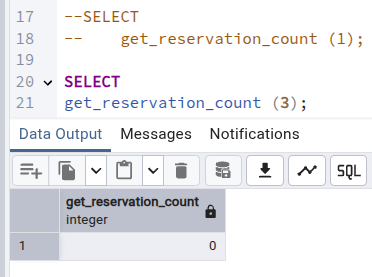 17 --SELECT
18 -- get_reservation_count (1);
19
20 SELECT
21 get_reservation_count (3);
Data Output Messages Notifications
SQL
get_reservation_count
integer
1 0